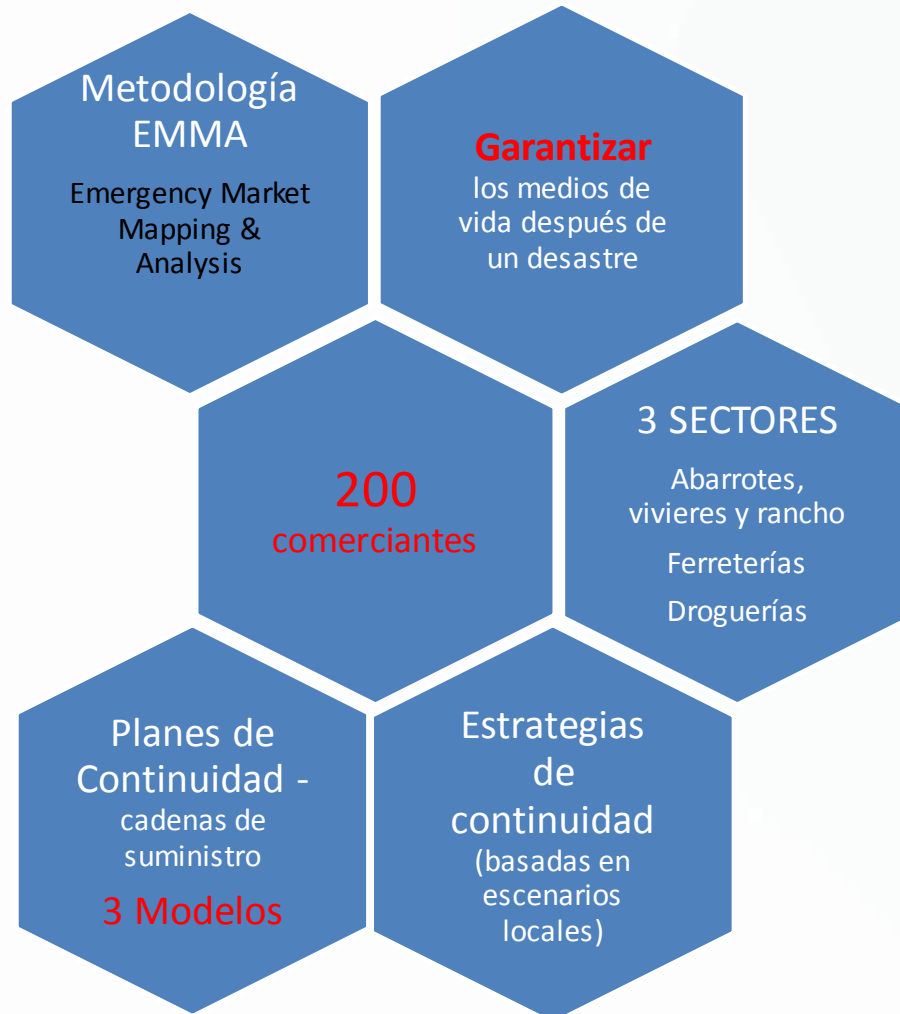 Metodología
EMMA
Emergency Market
Mapping &
Analysis
Garantizar
los medios de
vida después de
un desastre
200
comerciantes
3 SECTORES
Abarrotes,
vivieres y rancho
Ferreterías
Droguerías
Planes de
Continuidad -
cadenas de
suministro
3 Modelos
Estrategias
de
continuidad
(basadas en
escenarios
locales)